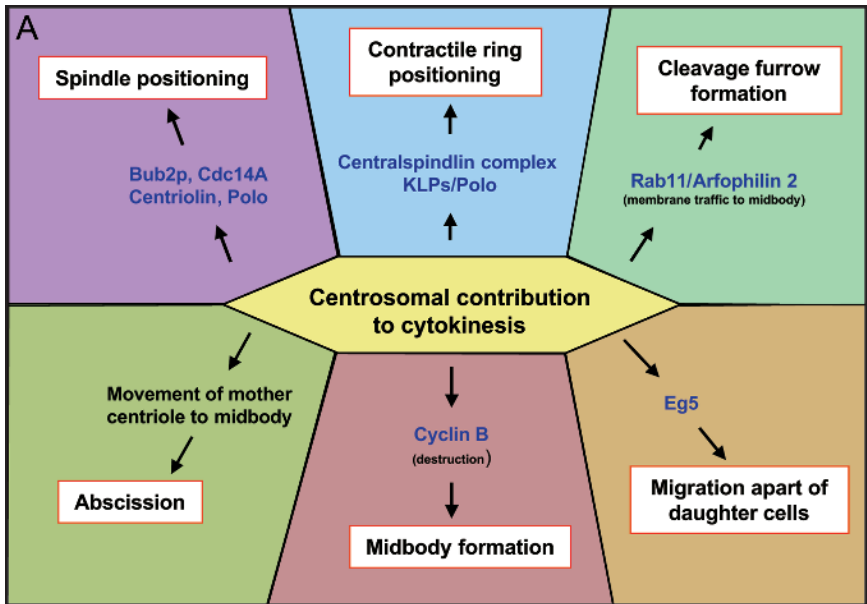 A
Spindle positioning
Bub2p, Cdc14A
Centriolin, Polo
Contractile ring
positioning
Centralspindlin complex
KLPs/Polo
Cleavage furrow
formation
Rab11/Arfophilin 2
(membrane traffic to midbody)
Centrosomal contribution
to cytokinesis
Movement of mother
centriole to midbody
Abscission
Cyclin B
(destruction)
Midbody formation
Eg5
Migration apart of
daughter cells